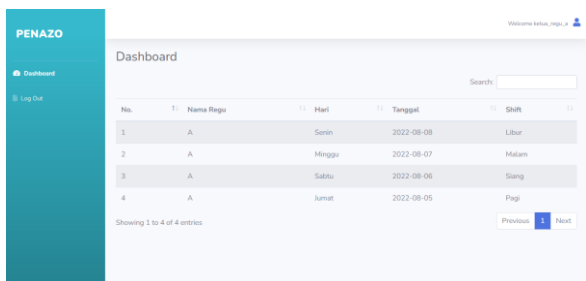 Welcome ketua_regu_a
PENAZO
Dashboard
Dashboard
Log Out
Search:
No. Nama Regu Hari Tanggal Shift
1 A Senin 2022-08-08 Libur
2 A Minggu 2022-08-07 Malam
3 A Sabtu 2022-08-06 Siang
4 A Jumat 2022-08-05 Pagi
Showing 1 to 4 of 4 entries
Previous 1 Next